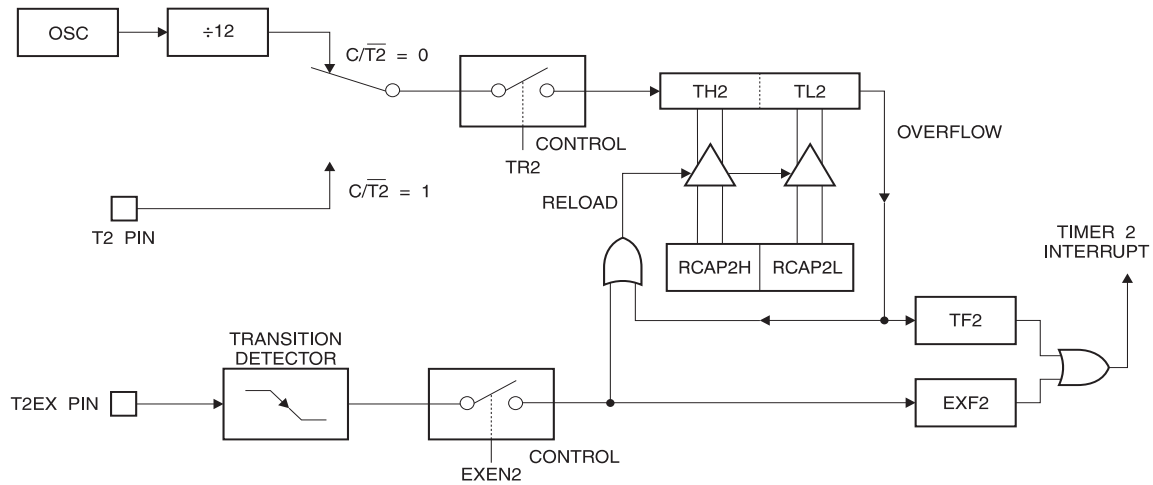 OSC
÷12
C/T2̅ = 0
TH2
TL2
OVERFLOW
CONTROL
TR2
C/T2̅ = 1
RELOAD
T2 PIN
TIMER 2
INTERRUPT
RCAP2H
RCAP2L
TF2
TRANSITION
DETECTOR
T2EX PIN
EXF2
CONTROL
EXEN2